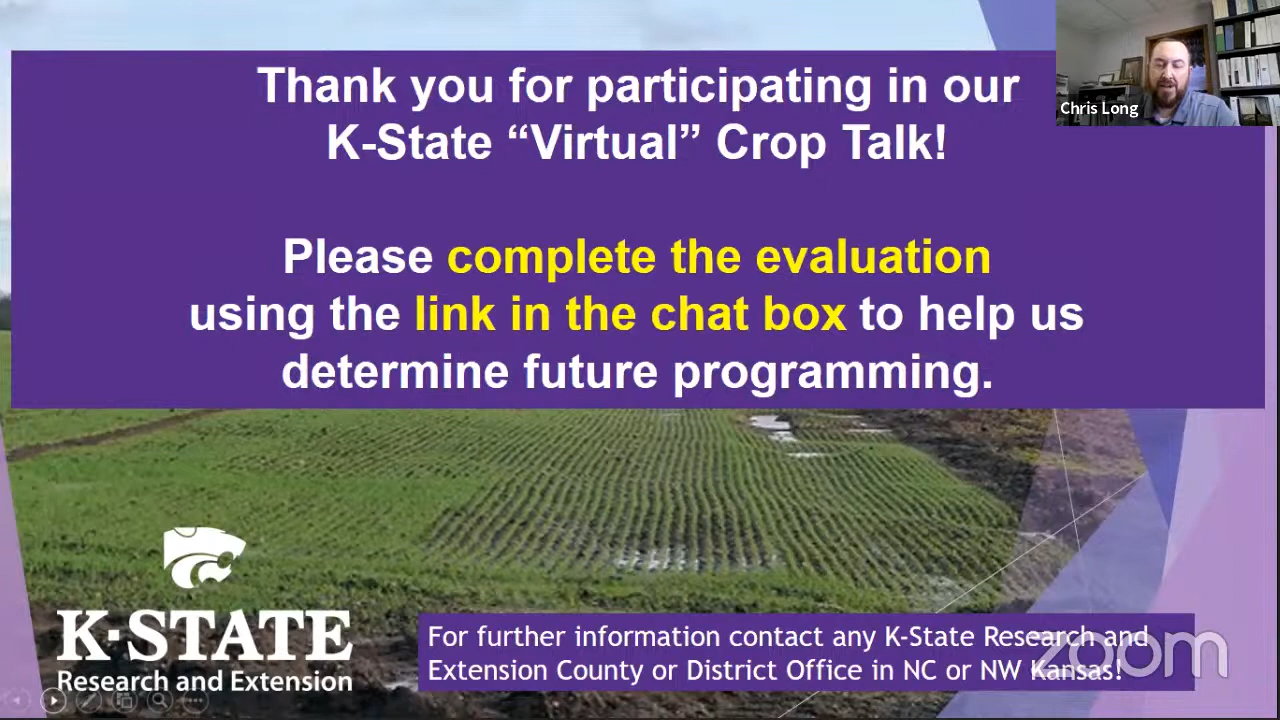 Thank you for participating in our
K-State “Virtual” Crop Talk!
Chris Long
Please complete the evaluation
using the link in the chat box to help us
determine future programming.
K-STATE
Research and Extension
For further information contact any K-State Research and
Extension County or District Office in NC or NW Kansas!
zoom